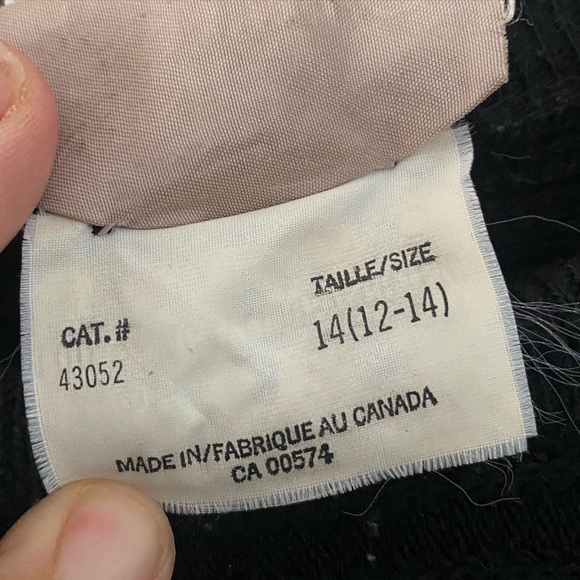 TAILLE/SIZE
14(12-14)
CAT.#
43052
MADE IN/FABRIQUE AU CANADA
CA 00574